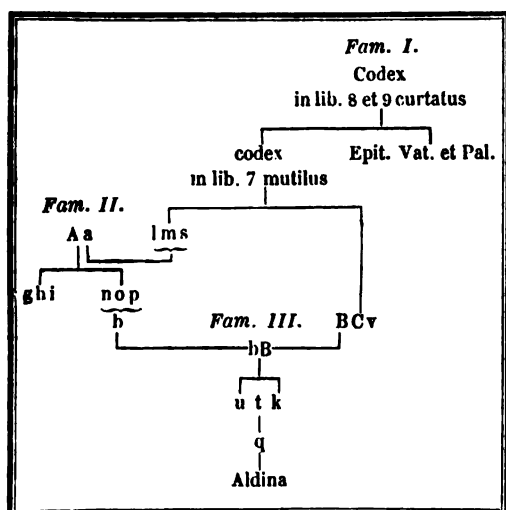 Fam. I.
Codex
in lib. 8 et 9 curtatus
codex
Epit. Vat. et Pal.
in lib. 7 mutilus
Fam. II.
A a
l m s
g h i
n o p
b
Fam. III.
B C v
bB
u t k
q
Aldina